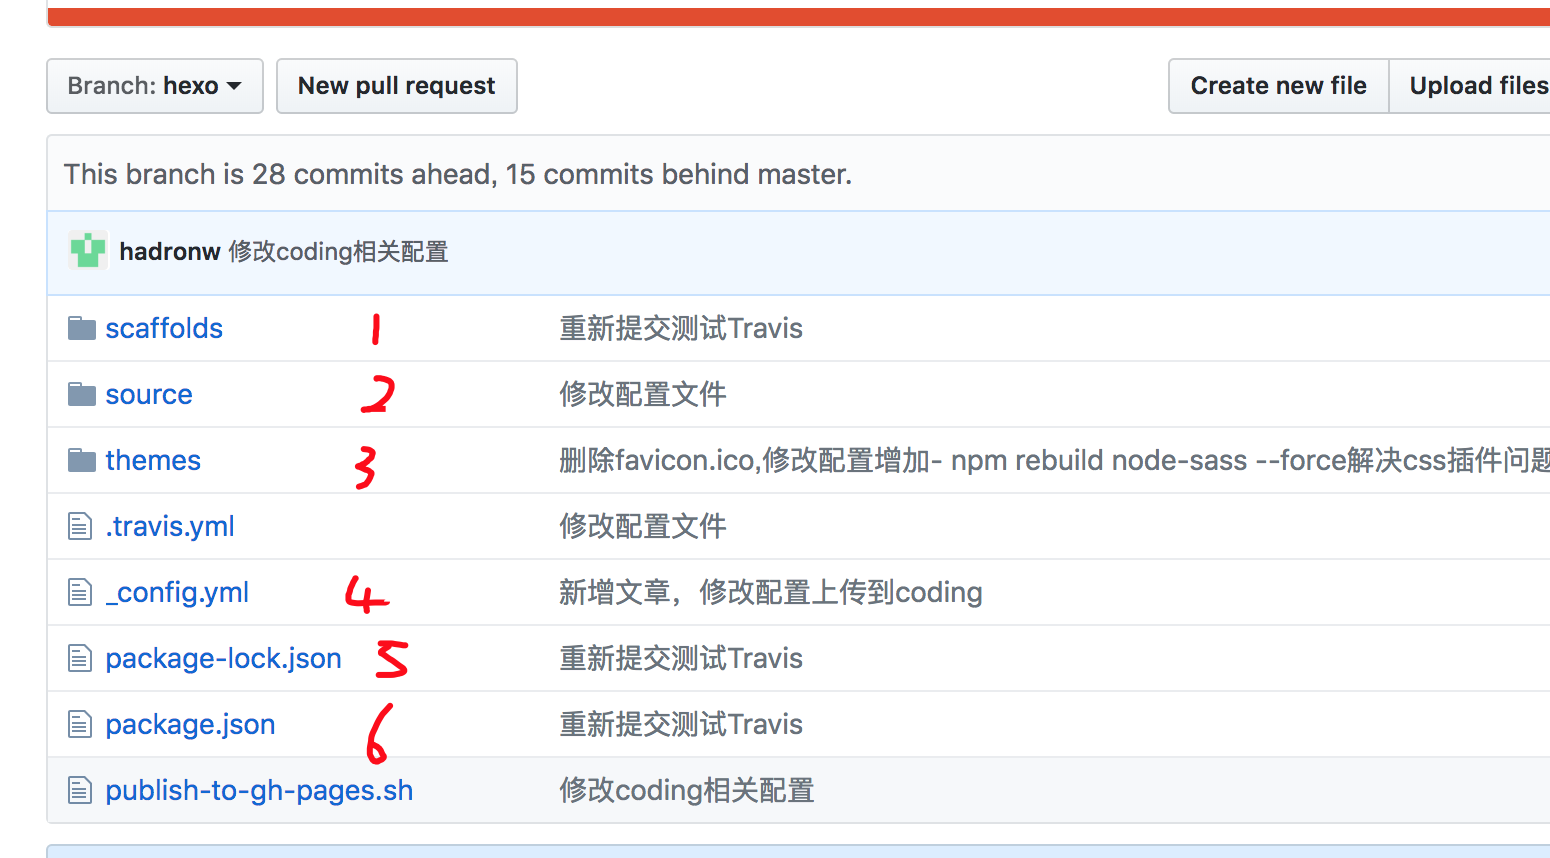 Branch: hexo New pull request Create new file Upload files
This branch is 28 commits ahead, 15 commits behind master.
hadronw 修改coding相关配置
scaffolds 1 重新提交测试Travis
source 2 修改配置文件
themes 3 删除favicon.ico,修改配置增加- npm rebuild node-sass --force解决css插件问题
.travis.yml 修改配置文件
_config.yml 4 新增文章，修改配置上传到coding
package-lock.json 5 重新提交测试Travis
package.json 6 重新提交测试Travis
publish-to-gh-pages.sh 修改coding相关配置